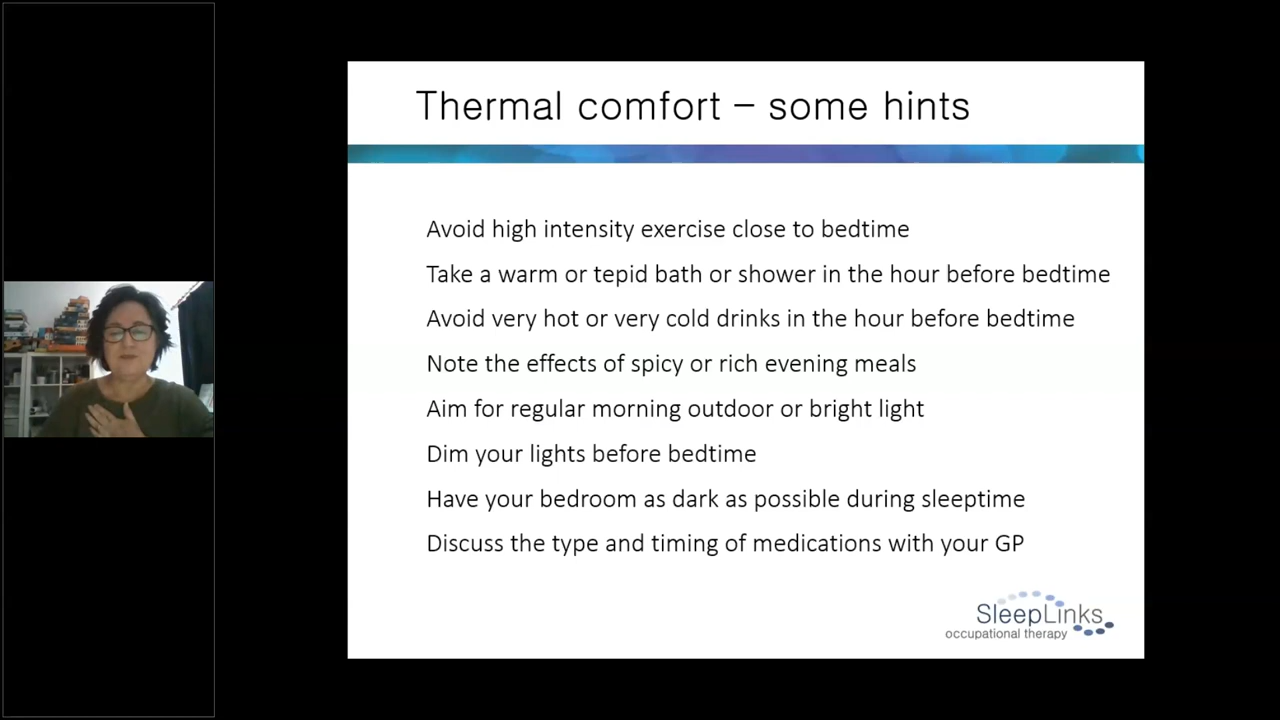 Thermal comfort – some hints
Avoid high intensity exercise close to bedtime
Take a warm or tepid bath or shower in the hour before bedtime
Avoid very hot or very cold drinks in the hour before bedtime
Note the effects of spicy or rich evening meals
Aim for regular morning outdoor or bright light
Dim your lights before bedtime
Have your bedroom as dark as possible during sleeptime
Discuss the type and timing of medications with your GP
SleepLinks
occupational therapy